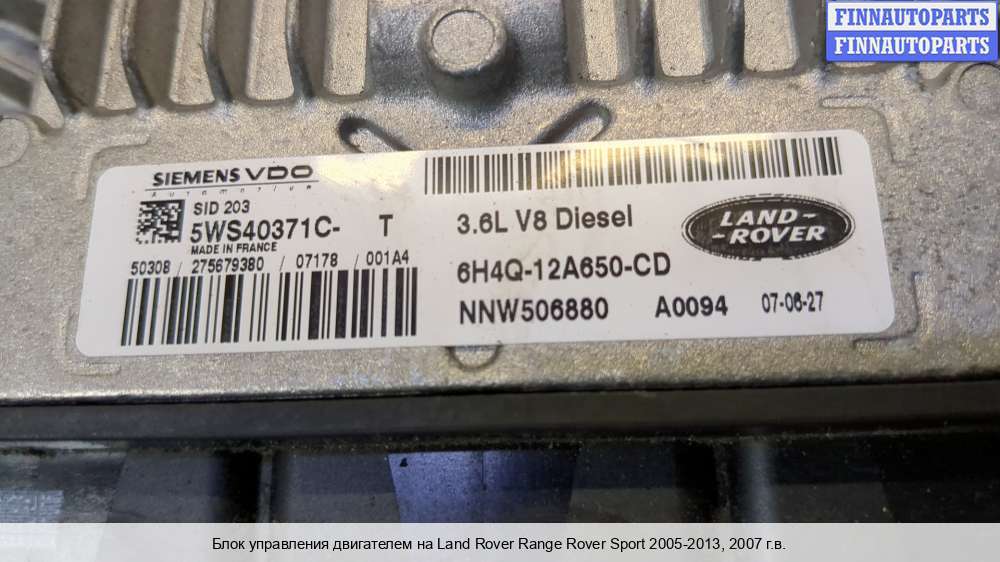 FINNAUTOPARTS
FINNAUTOPARTS
SIEMENS VDO
Automotive
SID 203
5WS40371C- T
MADE IN FRANCE
50308 / 275679380 / 07178 / 001A4
3.6L V8 Diesel
LAND-
-ROVER
6H4Q-12A650-CD
NNW506880 A0094 07-06-27
Блок управления двигателем на Land Rover Range Rover Sport 2005-2013, 2007 г.в.